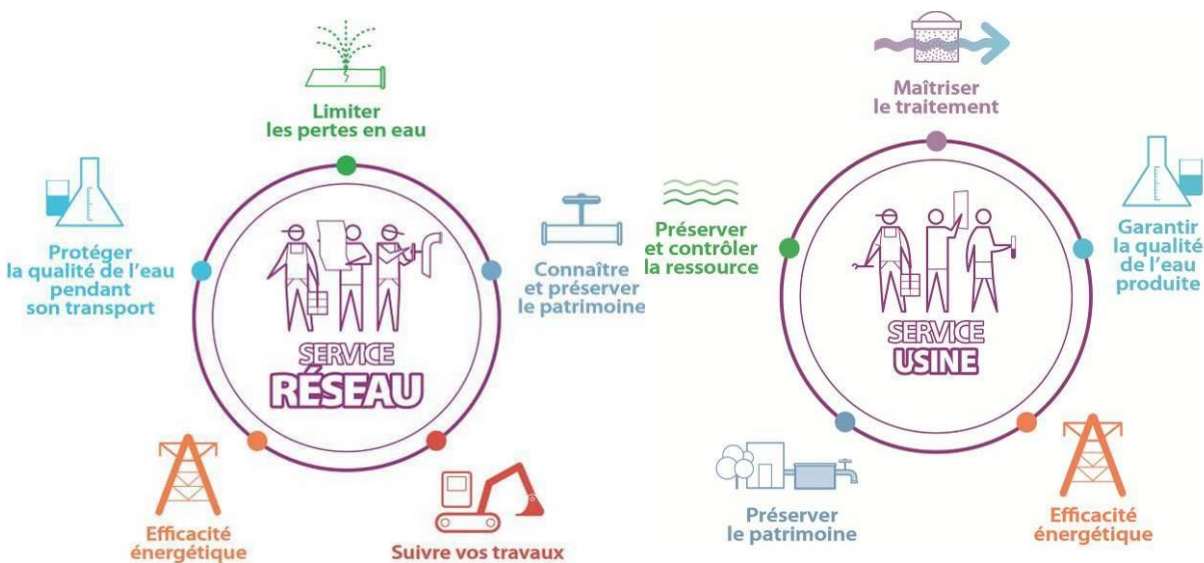 Limiter
les pertes en eau
Protéger
la qualité de l'eau
pendant
son transport
Connaître
et préserver
le patrimoine
SERVICE
RÉSEAU
Efficacité
énergétique
Suivre vos travaux
Maîtriser
le traitement
Préserver
et contrôler
la ressource
Garantir
la qualité
de l'eau
produite
SERVICE
USINE
Préserver
le patrimoine
Efficacité
énergétique